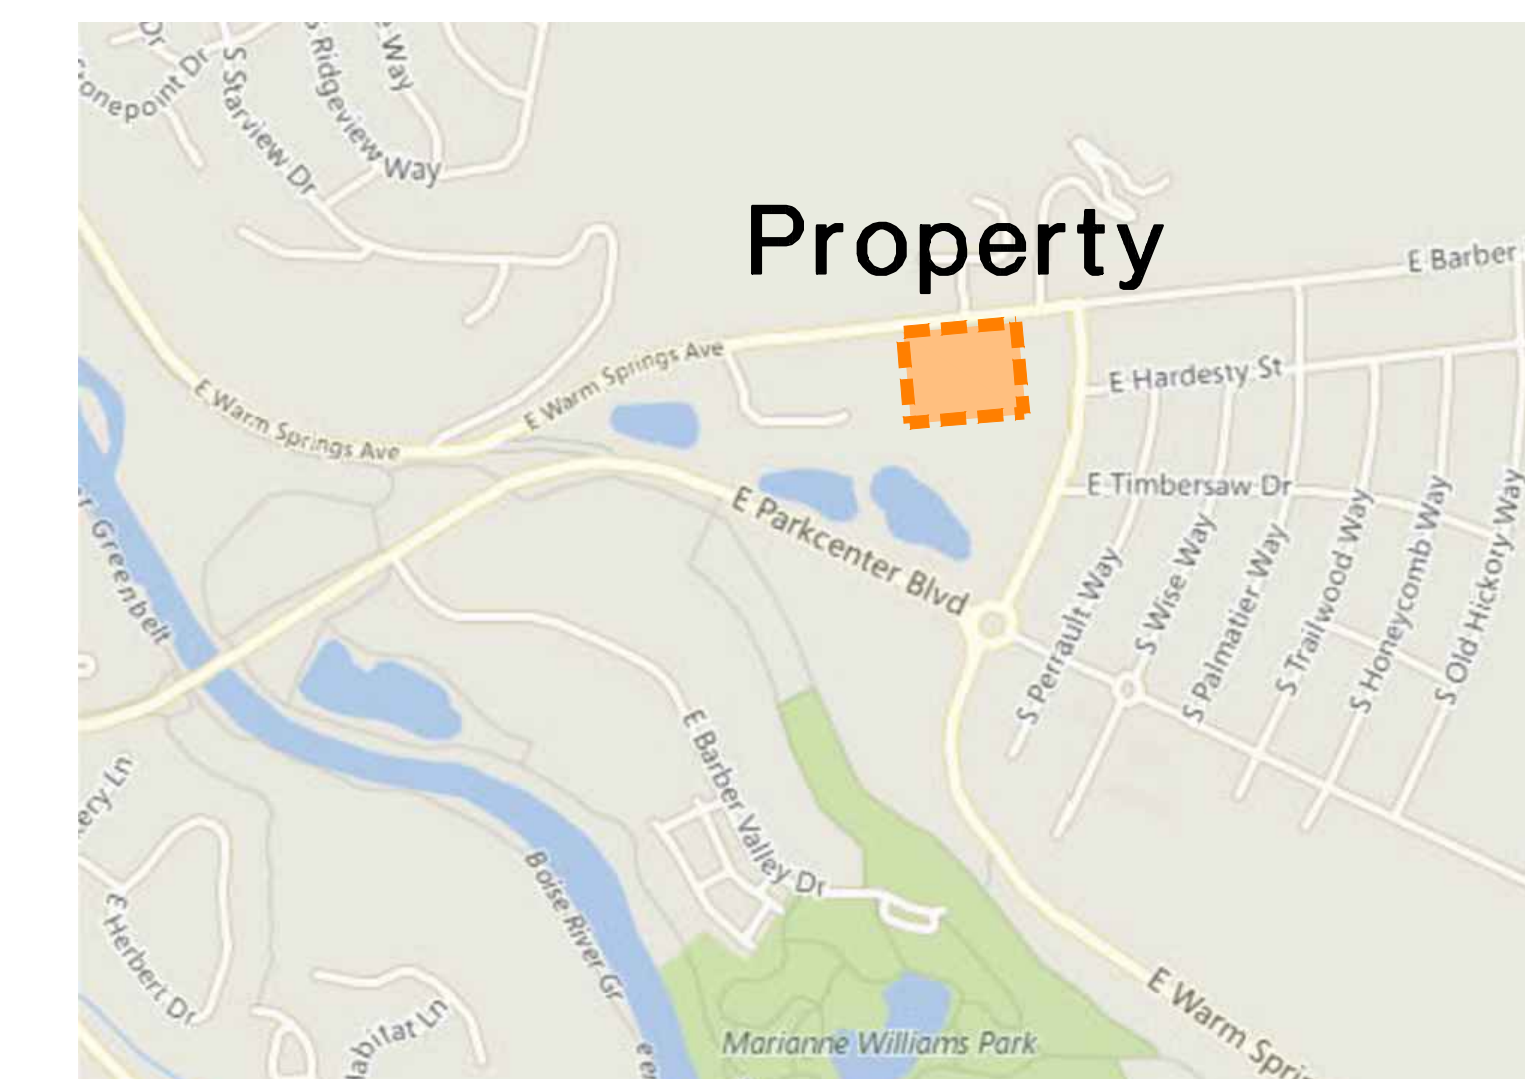 Dr
S Starview Dr
S Ridgeview Way
Way
E Barber
Property
E Warm Springs Ave
E Warm Springs Ave
E Hardesty St
E Timbersaw Dr
E Parkcenter Blvd
Greenbelt
S Perrault Way
S Wise Way
S Palmatier Way
S Trailwood Way
S Honeycomb Way
S Old Hickory Way
E Barber Valley Dr
Boise River Gr
E Herbert Dr
Marianne Williams Park
E Warm Sprin